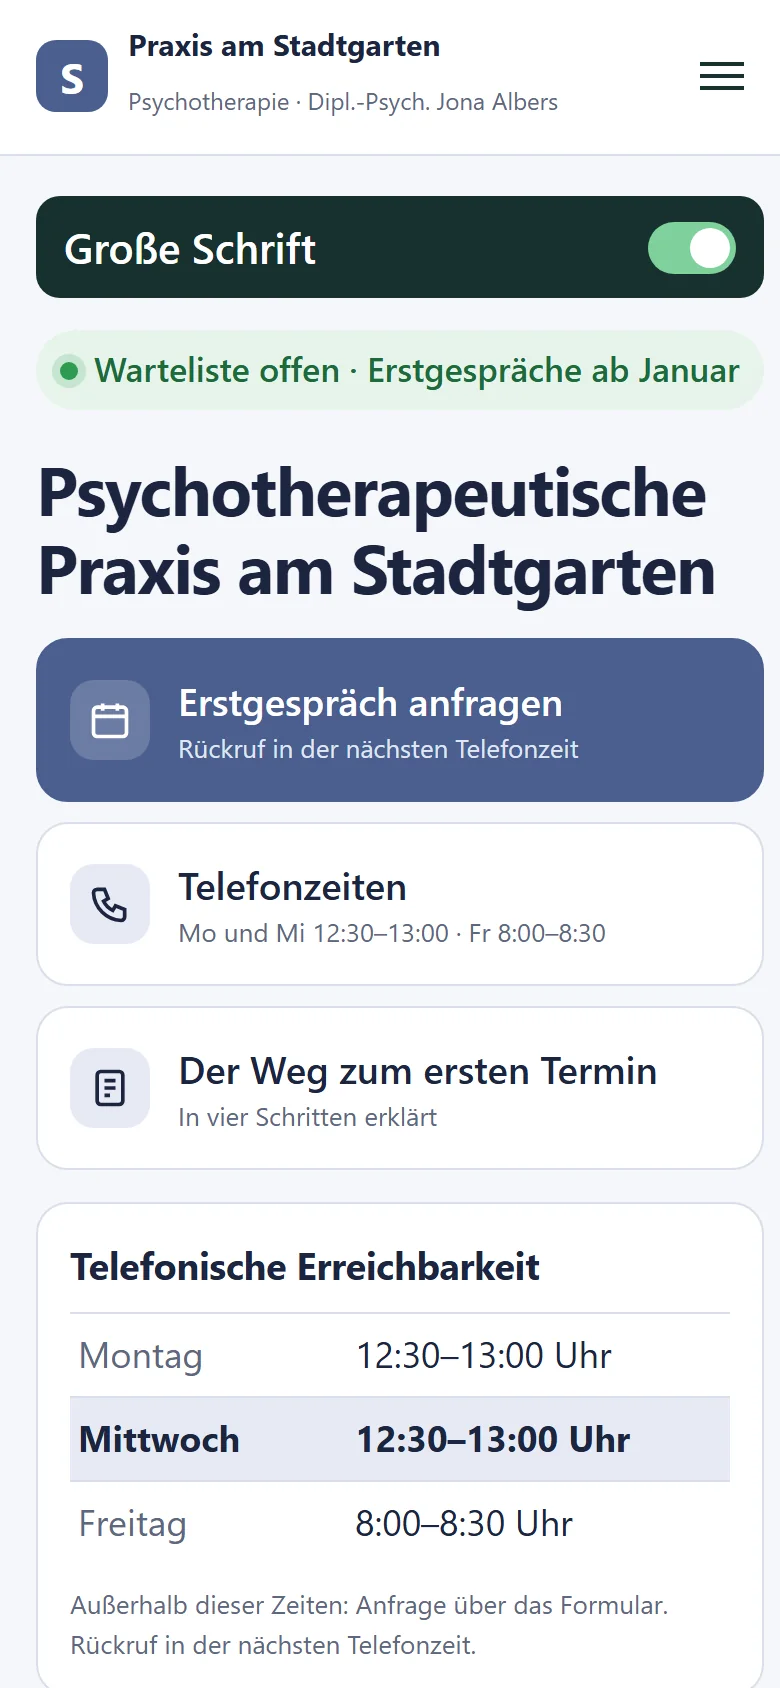 S
Praxis am Stadtgarten
Psychotherapie · Dipl.-Psych. Jona Albers
Große Schrift
Warteliste offen · Erstgespräche ab Januar
Psychotherapeutische
Praxis am Stadtgarten
Erstgespräch anfragen
Rückruf in der nächsten Telefonzeit
Telefonzeiten
Mo und Mi 12:30–13:00 · Fr 8:00–8:30
Der Weg zum ersten Termin
In vier Schritten erklärt
Telefonische Erreichbarkeit
Montag 12:30–13:00 Uhr
Mittwoch 12:30–13:00 Uhr
Freitag 8:00–8:30 Uhr
Außerhalb dieser Zeiten: Anfrage über das Formular.
Rückruf in der nächsten Telefonzeit.